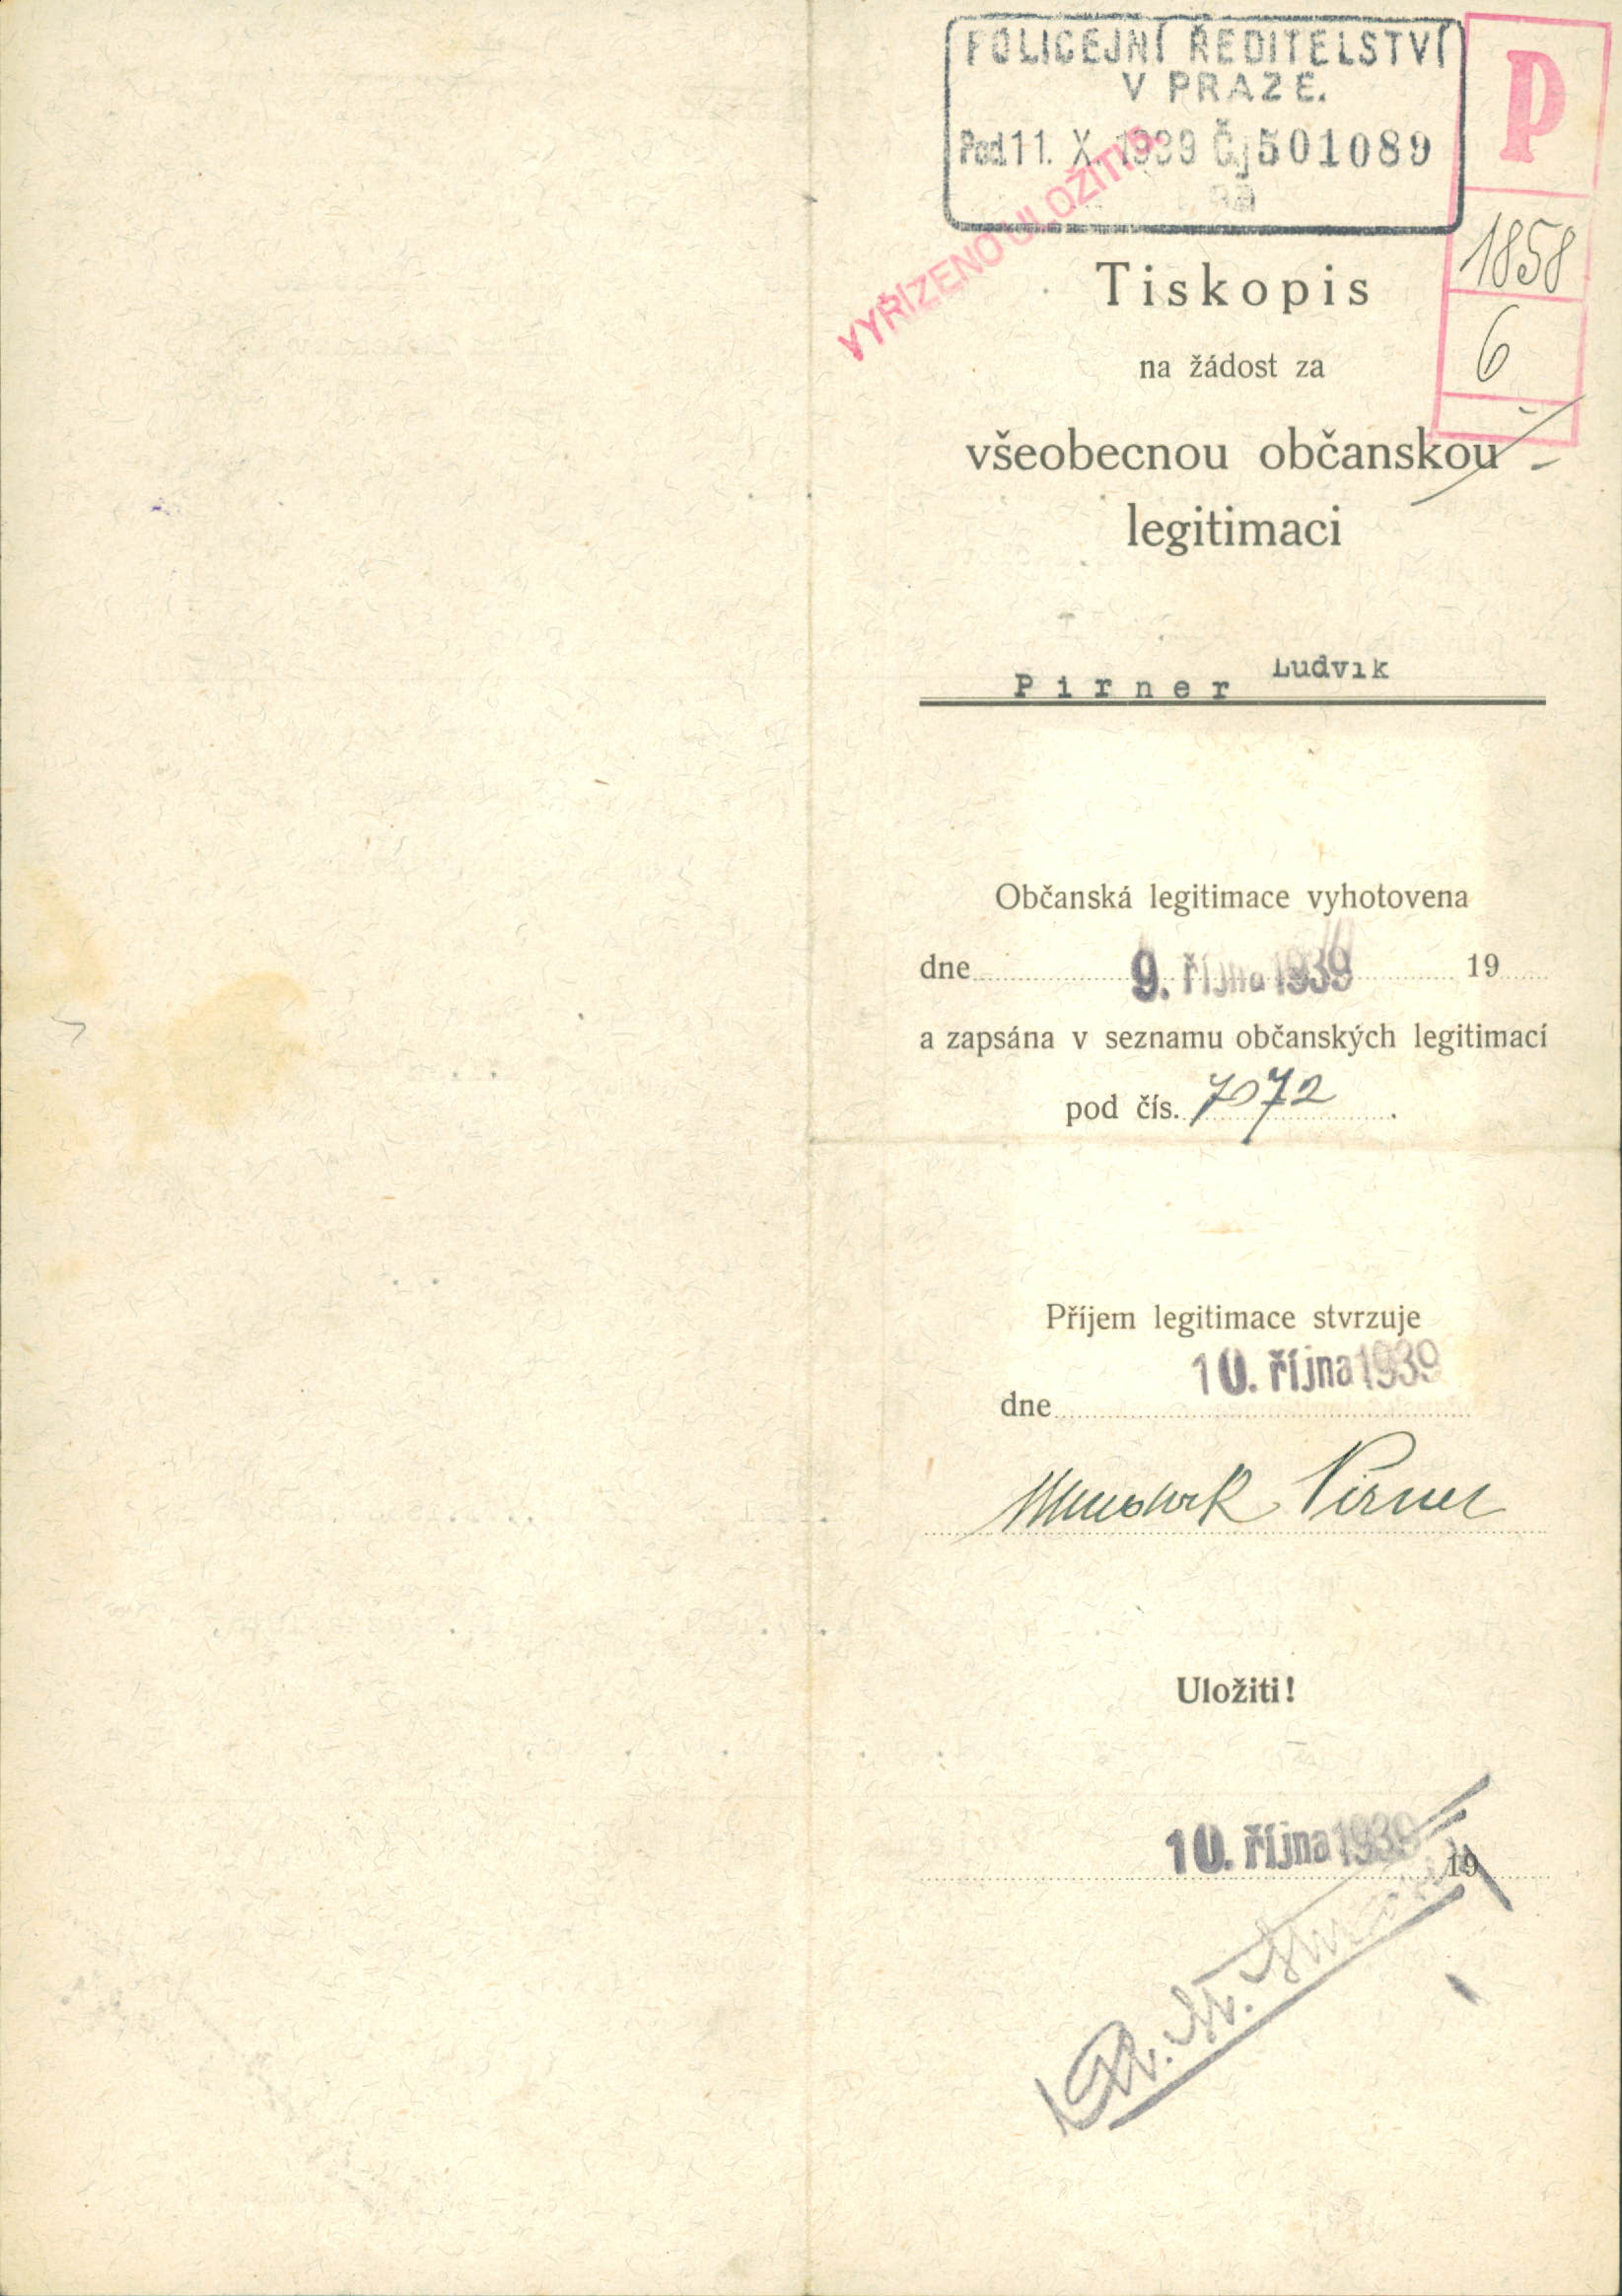 POLICEJNÍ ŘEDITELSTVÍ
V PRAZE.
Pod 11. X. 1939 Čj 501089
P
1858
6
VYŘÍZENO ULOŽITI
Tiskopis
na žádost za
všeobecnou občanskou
legitimaci
Pirner Ludvik
Občanská legitimace vyhotovena
dne 9. října 1939 19
a zapsána v seznamu občanských legitimací
pod čís. 7072.
Příjem legitimace stvrzuje
10. října 1939
dne
Pirner
Uložiti!
10. října 1939 19